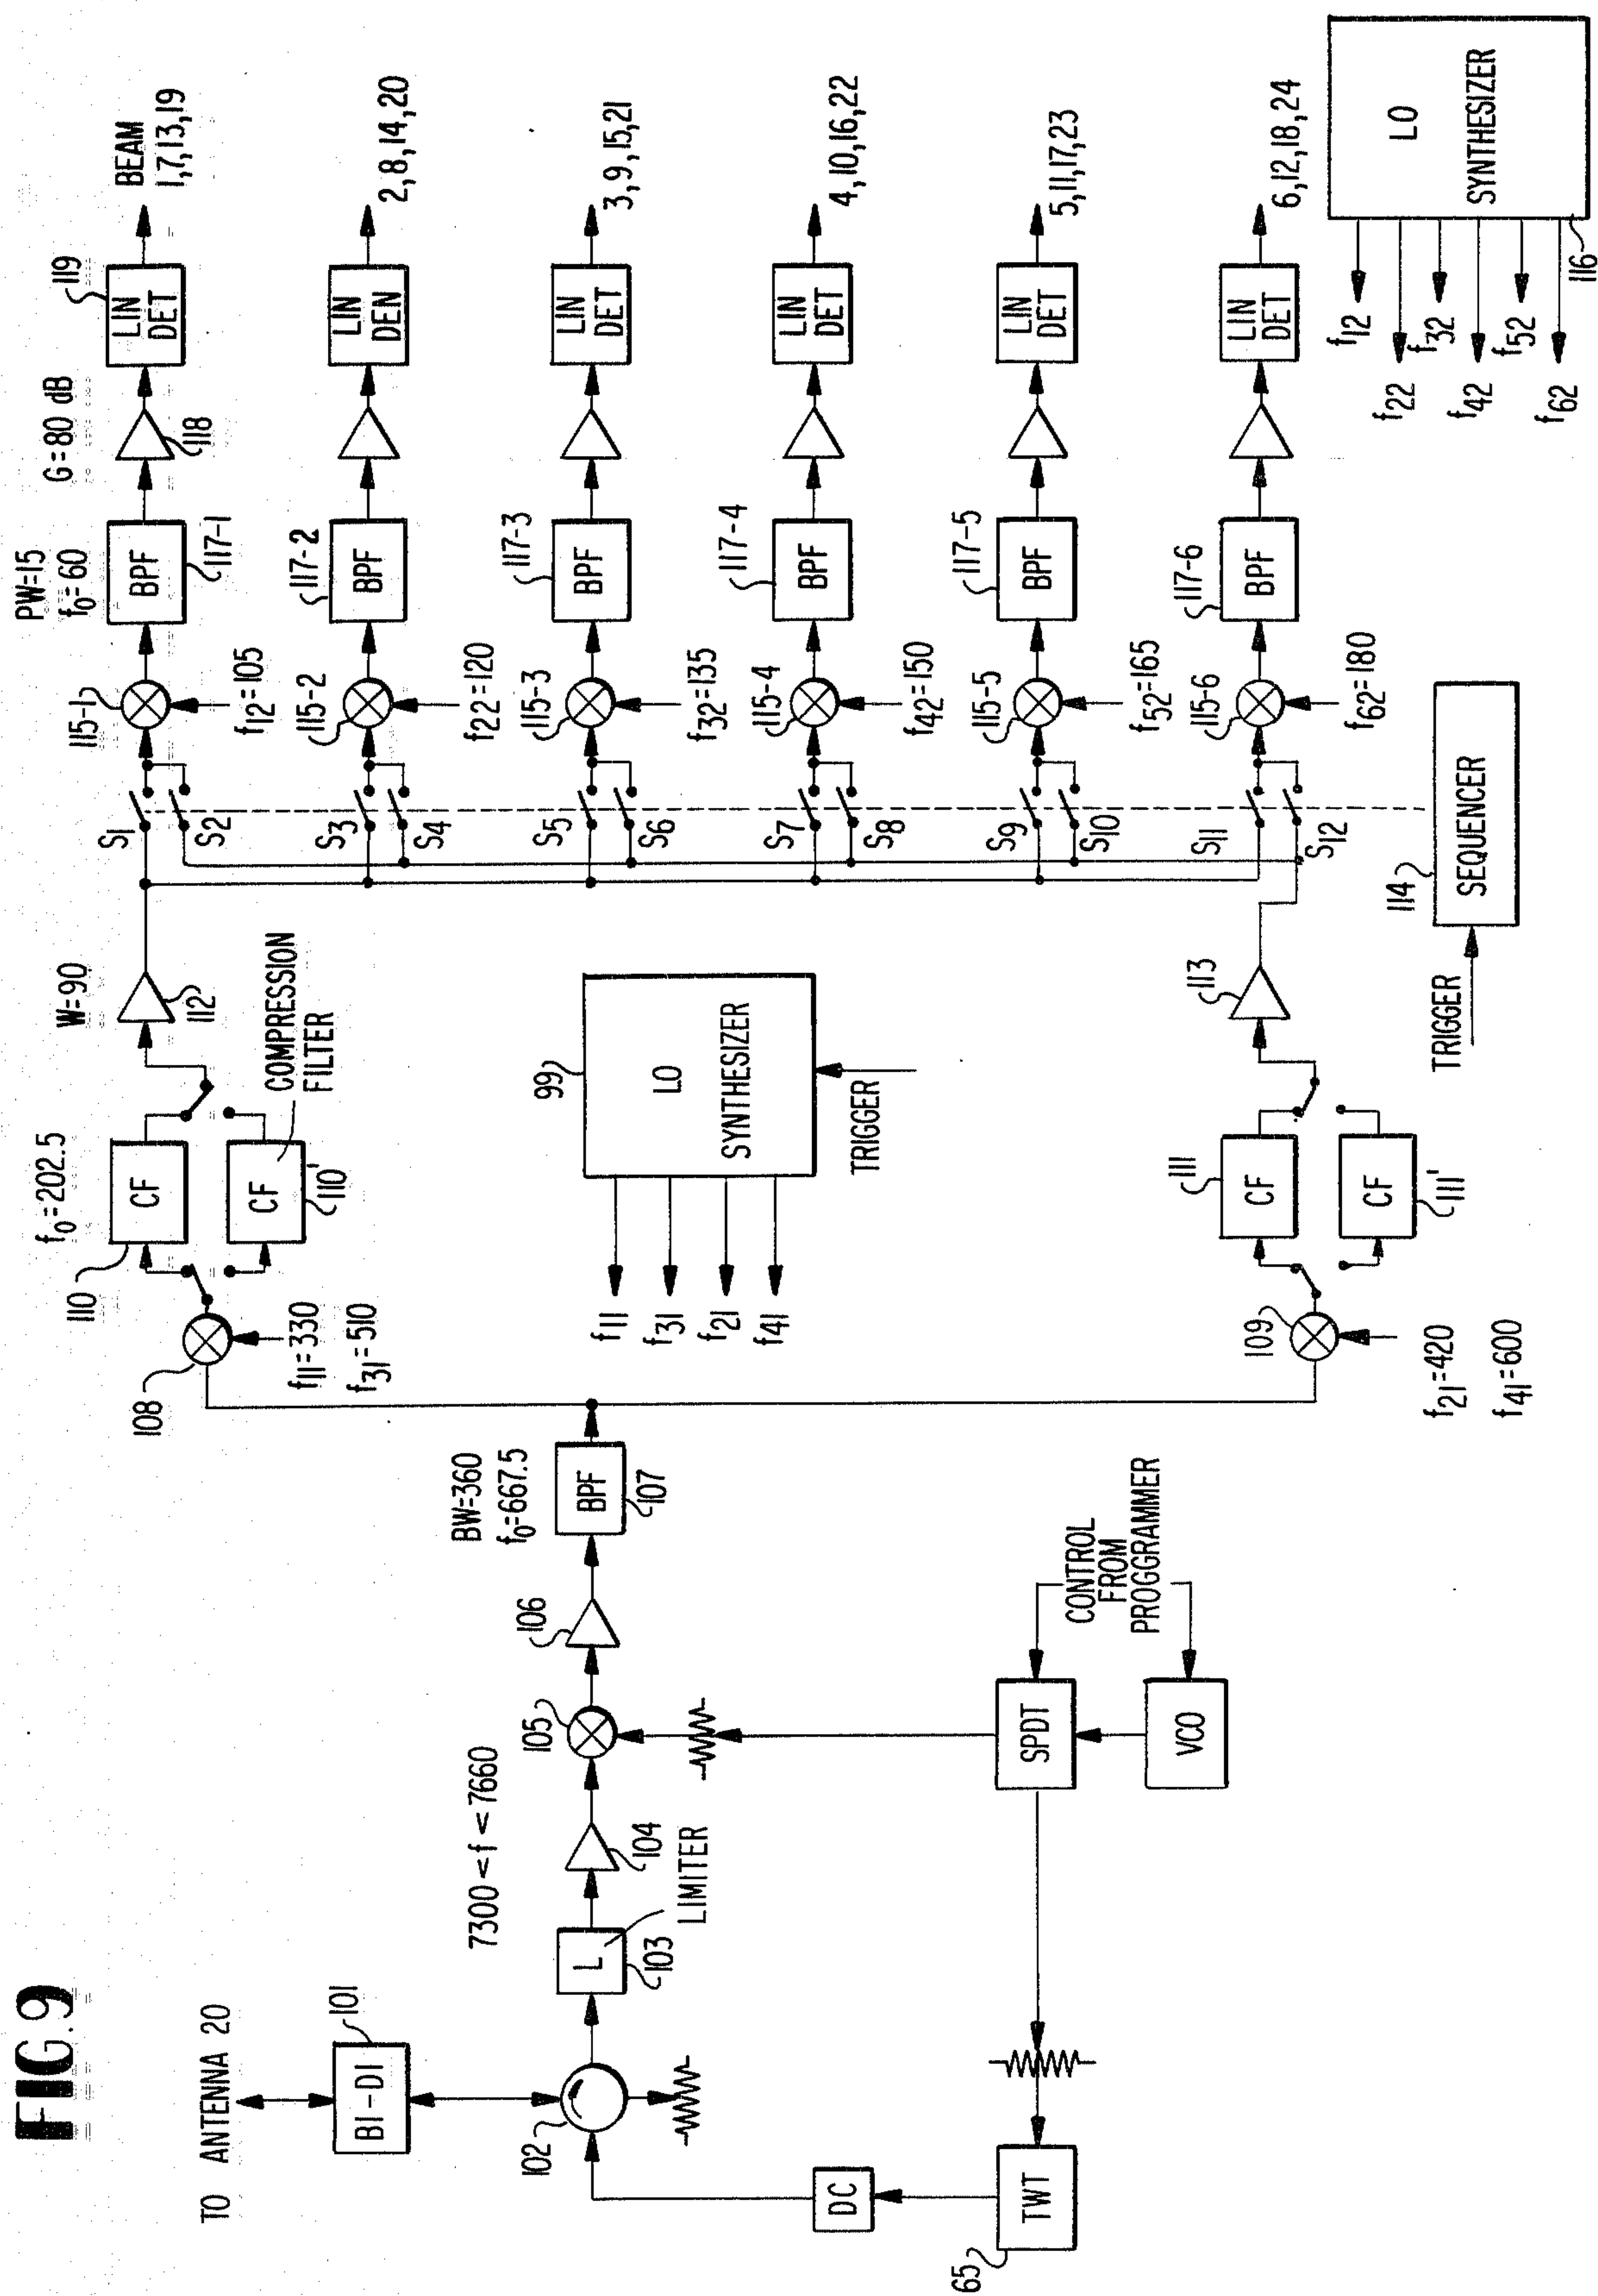 FIG.9
TO ANTENNA 20
BI-DI
101
102
L
103
LIMITER
104
7300 < f < 7660
105
106
BW=360
f0=667.5
BPF
107
DC
TWT
65
SPDT
VCO
CONTROL
FROM
PROGGRAMMER
108
f11=330
f31=510
110
f0=202.5
CF
CF
110'
COMPRESSION
FILTER
W=90
112
f11
f31
f21
f41
99
LO
SYNTHESIZER
TRIGGER
109
f21=420
f41=600
111
CF
CF
111'
113
TRIGGER
114
SEQUENCER
S1
S2
S3
S4
S5
S6
S7
S8
S9
S10
S11
S12
115-1
f12=105
115-2
f22=120
115-3
f32=135
115-4
f42=150
115-5
f52=165
115-6
f62=180
PW=15
f0=60
BPF
117-1
117-2
BPF
117-3
BPF
117-4
BPF
117-5
BPF
117-6
BPF
G=80 dB
118
119
LIN
DET
LIN
DEN
LIN
DET
LIN
DET
LIN
DET
LIN
DET
BEAM
1,7,13,19
2,8,14,20
3,9,15,21
4,10,16,22
5,11,17,23
6,12,18,24
f12
f22
f32
f42
f52
f62
LO
SYNTHESIZER
116